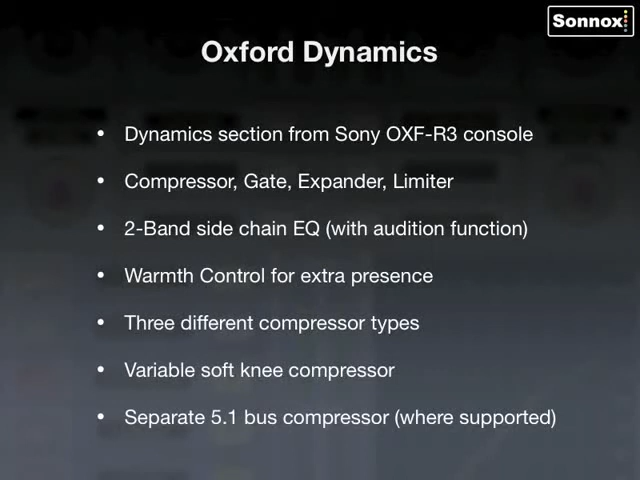 Sonnox
Oxford Dynamics
• Dynamics section from Sony OXF-R3 console
• Compressor, Gate, Expander, Limiter
• 2-Band side chain EQ (with audition function)
• Warmth Control for extra presence
• Three different compressor types
• Variable soft knee compressor
• Separate 5.1 bus compressor (where supported)